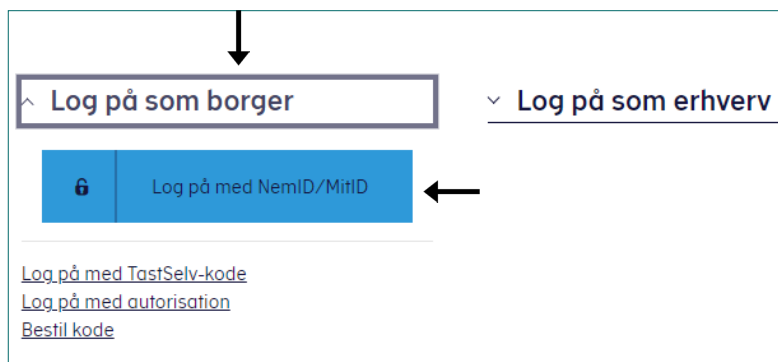 Log på som borger
Log på som erhverv
Log på med NemID/MitID
Log på med TastSelv-kode
Log på med autorisation
Bestil kode